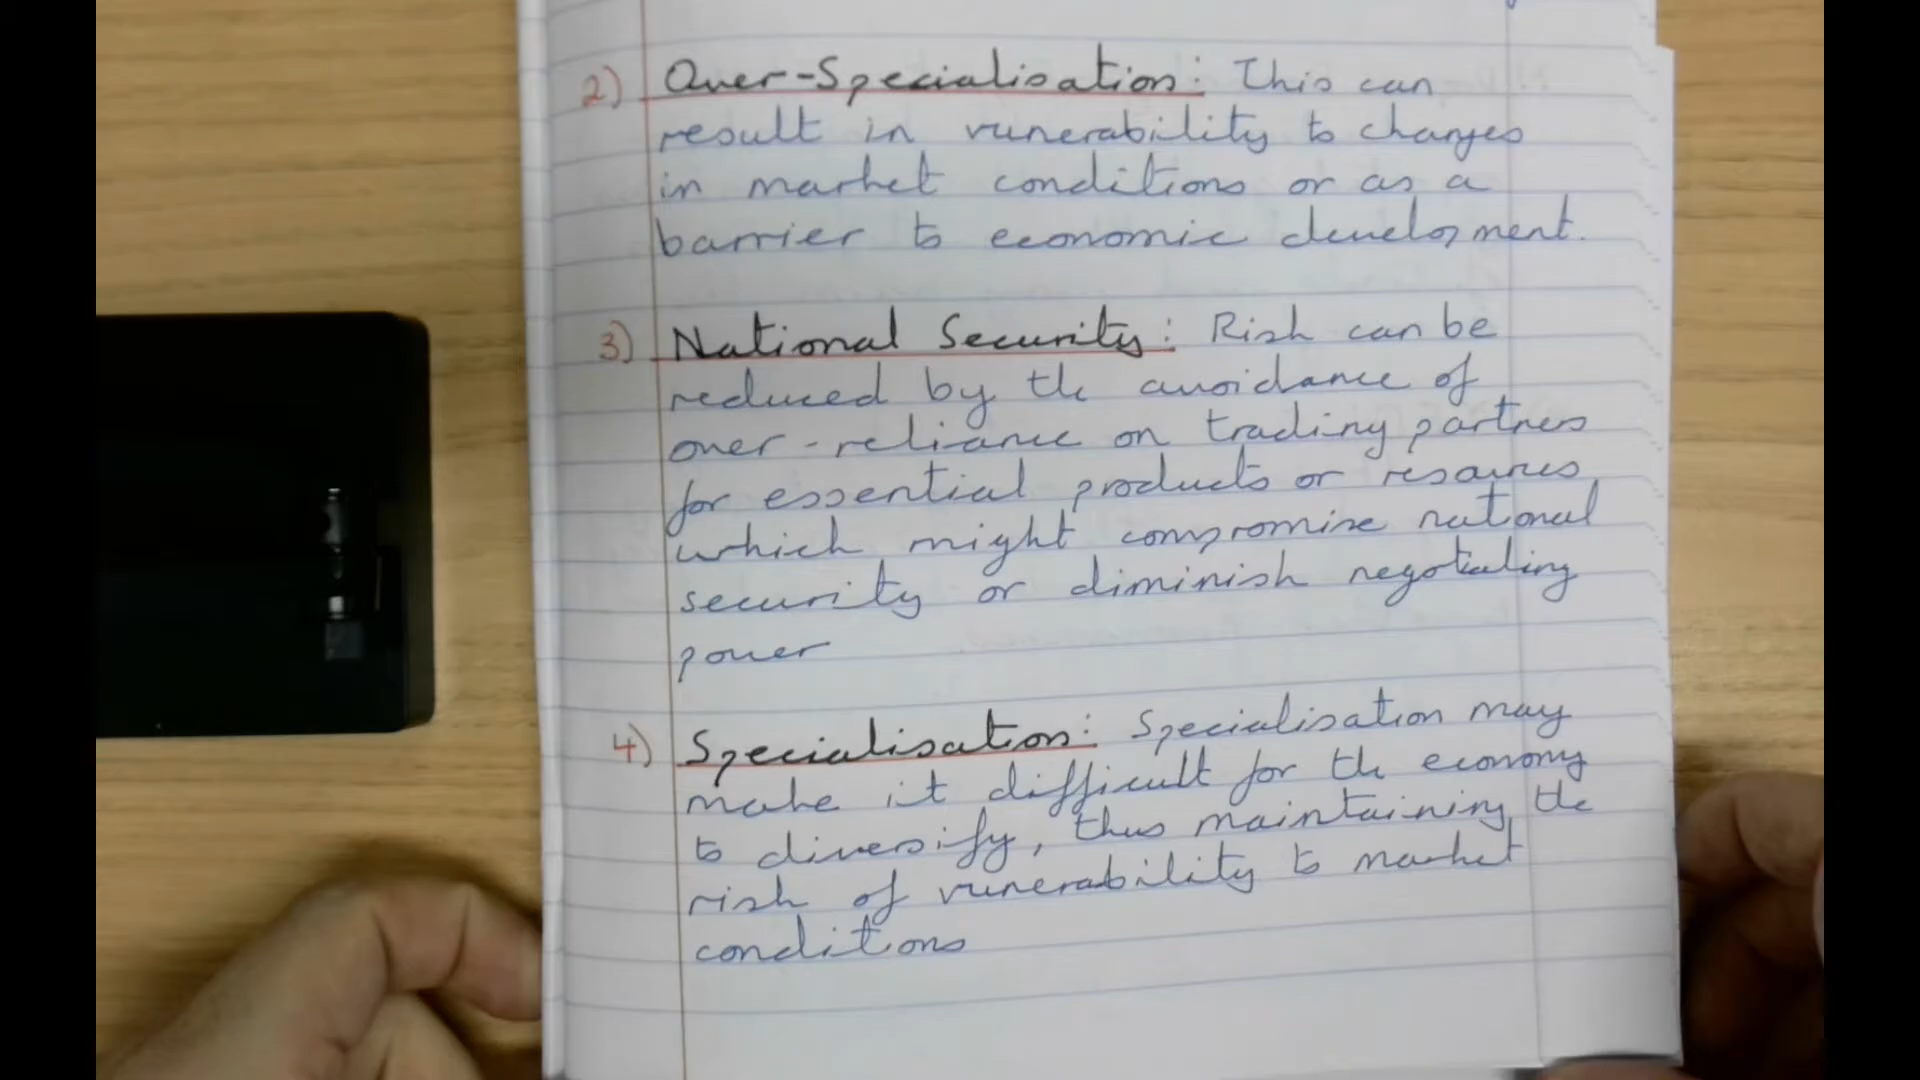 2) Over-Specialisation: This can
result in vunerability to changes
in market conditions or as a
barrier to economic development.
3) National Security: Risk can be
reduced by the avoidance of
over-reliance on trading partners
for essential products or resources,
which might compromise national
security or diminish negotiating
power
4) Specialisation: Specialisation may
make it difficult for the economy
to diversify, thus maintaining the
risk of vunerability to market
conditions